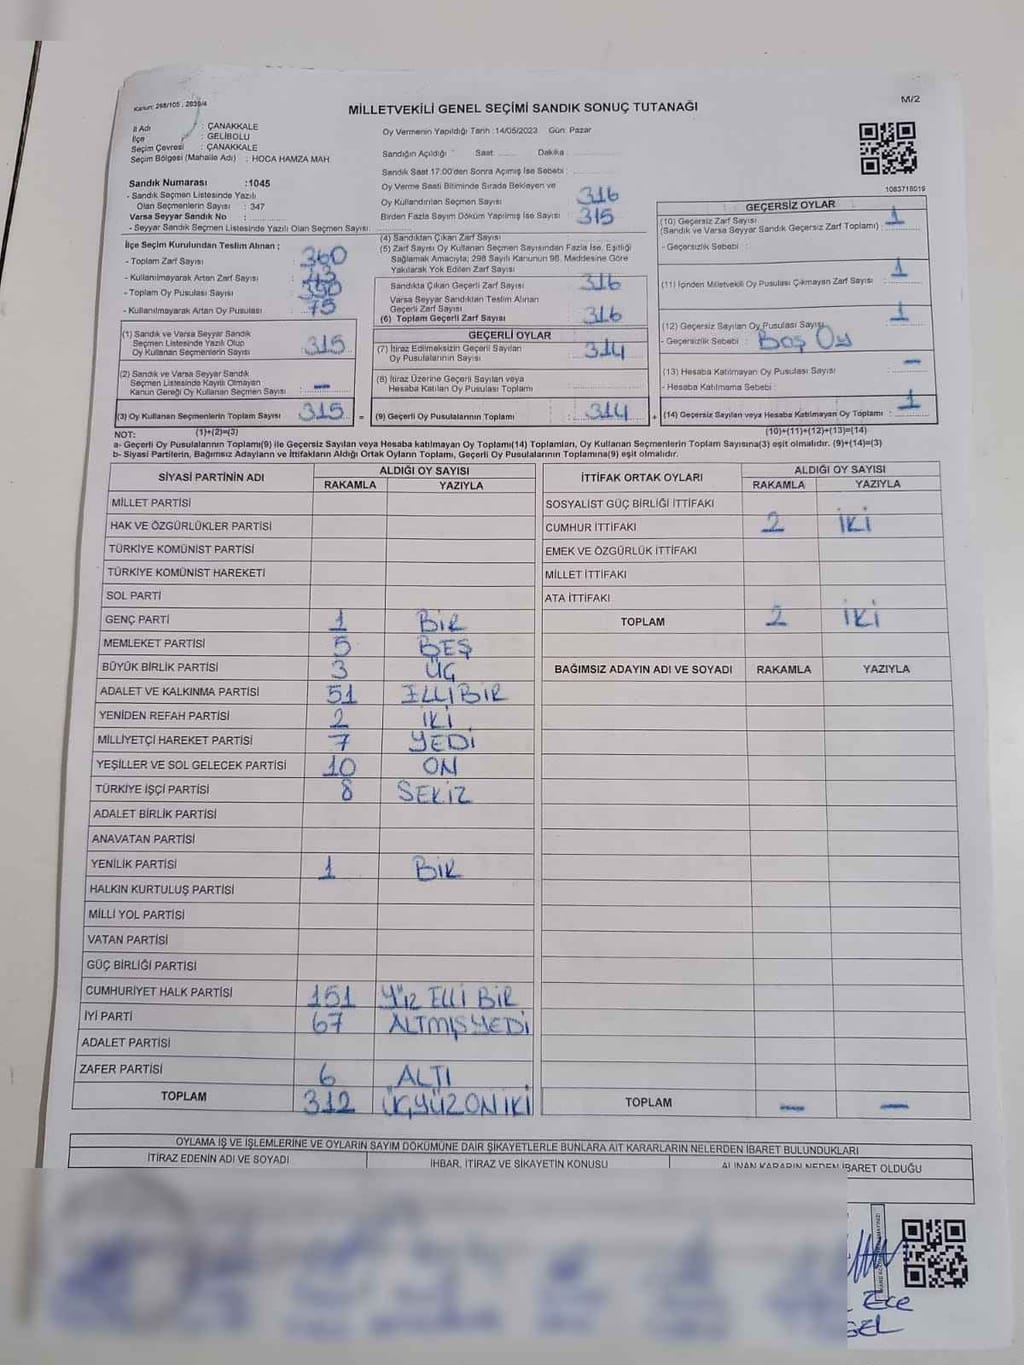 Kanun: 298/105, 2839/4
MİLLETVEKİLİ GENEL SEÇİMİ SANDIK SONUÇ TUTANAĞI
M/2
İl Adı : ÇANAKKALE
İlçe : GELİBOLU
Seçim Çevresi : ÇANAKKALE
Seçim Bölgesi (Mahalle Adı) : HOCA HAMZA MAH.
Sandık Numarası :1045
- Sandık Seçmen Listesinde Yazılı
Olan Seçmenlerin Sayısı : 347
Varsa Seyyar Sandık No :
- Seyyar Sandık Seçmen Listesinde Yazılı Olan Seçmen Sayısı:
Oy Vermenin Yapıldığı Tarih :14/05/2023 Gün: Pazar
Sandığın Açıldığı Saat: Dakika
Sandık Saat 17:00'den Sonra Açılmış İse Sebebi :
Oy Verme Saati Bitiminde Sırada Bekleyen ve
Oy Kullandırılan Seçmen Sayısı 316
Birden Fazla Sayım Döküm Yapılmış İse Sayısı : 315
1083718019
İlçe Seçim Kurulundan Teslim Alınan :
- Toplam Zarf Sayısı : 360
- Kullanılmayarak Artan Zarf Sayısı :
- Toplam Oy Pusulası Sayısı :
- Kullanılmayarak Artan Oy Pusulası : 75
(1) Sandık ve Varsa Seyyar Sandık
Seçmen Listesinde Yazılı Olup
Oy Kullanan Seçmenlerin Sayısı : 315
(2) Sandık ve Varsa Seyyar Sandık
Seçmen Listesinde Kayıtlı Olmayan
Kanun Gereği Oy Kullanan Seçmen Sayısı : —
(3) Oy Kullanan Seçmenlerin Toplam Sayısı : 315 =
(4) Sandıktan Çıkan Zarf Sayısı :
(5) Zarf Sayısı Oy Kullanan Seçmen Sayısından Fazla İse, Eşitliği
Sağlamak Amacıyla; 298 Sayılı Kanunun 98. Maddesine Göre
Yakılarak Yok Edilen Zarf Sayısı :
Sandıkta Çıkan Geçerli Zarf Sayısı : 316
Varsa Seyyar Sandıktan Teslim Alınan
Geçerli Zarf Sayısı :
(6) Toplam Geçerli Zarf Sayısı : 316
GEÇERLİ OYLAR
(7) İtiraz Edilmeksizin Geçerli Sayılan
Oy Pusulalarının Sayısı : 314
(8) İtiraz Üzerine Geçerli Sayılan veya
Hesaba Katılan Oy Pusulası Toplamı :
(9) Geçerli Oy Pusulalarının Toplamı : 314 +
GEÇERSİZ OYLAR
(10) Geçersiz Zarf Sayısı : 1
(Sandık ve Varsa Seyyar Sandık Geçersiz Zarf Toplamı)
- Geçersizlik Sebebi :
(11) İçinden Milletvekili Oy Pusulası Çıkmayan Zarf Sayısı : 1
(12) Geçersiz Sayılan Oy Pusulası Sayısı : 1
- Geçersizlik Sebebi : Boş Oy
(13) Hesaba Katılmayan Oy Pusulası Sayısı : —
- Hesaba Katılmama Sebebi :
(14) Geçersiz Sayılan veya Hesaba Katılmayan Oy Toplamı : 1
NOT: (1)+(2)=(3) (10)+(11)+(12)+(13)=(14)
a- Geçerli Oy Pusulalarının Toplamı(9) ile Geçersiz Sayılan veya Hesaba katılmayan Oy Toplamı(14) Toplamları, Oy Kullanan Seçmenlerin Toplam Sayısına(3) eşit olmalıdır. (9)+(14)=(3)
b- Siyasi Partilerin, Bağımsız Adayların ve İttifakların Aldığı Ortak Oyların Toplamı, Geçerli Oy Pusulalarının Toplamına(9) eşit olmalıdır.
SİYASİ PARTİNİN ADI ALDIĞI OY SAYISI
RAKAMLA YAZIYLA
MİLLET PARTİSİ
HAK VE ÖZGÜRLÜKLER PARTİSİ
TÜRKİYE KOMÜNİST PARTİSİ
TÜRKİYE KOMÜNİST HAREKETİ
SOL PARTİ
GENÇ PARTİ 1 BİR
MEMLEKET PARTİSİ 5 BEŞ
BÜYÜK BİRLİK PARTİSİ 3 ÜÇ
ADALET VE KALKINMA PARTİSİ 51 ELLİ BİR
YENİDEN REFAH PARTİSİ 2 İKİ
MİLLİYETÇİ HAREKET PARTİSİ 7 YEDİ
YEŞİLLER VE SOL GELECEK PARTİSİ 10 ON
TÜRKİYE İŞÇİ PARTİSİ 8 SEKİZ
ADALET BİRLİK PARTİSİ
ANAVATAN PARTİSİ
YENİLİK PARTİSİ 1 BİR
HALKIN KURTULUŞ PARTİSİ
MİLLİ YOL PARTİSİ
VATAN PARTİSİ
GÜÇ BİRLİĞİ PARTİSİ
CUMHURİYET HALK PARTİSİ 151 YÜZ ELLİ BİR
İYİ PARTİ 67 ALTMIŞ YEDİ
ADALET PARTİSİ
ZAFER PARTİSİ 6 ALTI
TOPLAM 312 ÜÇYÜZ ON İKİ
İTTİFAK ORTAK OYLARI ALDIĞI OY SAYISI
RAKAMLA YAZIYLA
SOSYALİST GÜÇ BİRLİĞİ İTTİFAKI
CUMHUR İTTİFAKI 2 İKİ
EMEK VE ÖZGÜRLÜK İTTİFAKI
MİLLET İTTİFAKI
ATA İTTİFAKI
TOPLAM 2 İKİ
BAĞIMSIZ ADAYIN ADI VE SOYADI RAKAMLA YAZIYLA
TOPLAM — —
OYLAMA İŞ VE İŞLEMLERİNE VE OYLARIN SAYIM DÖKÜMÜNE DAİR ŞİKAYETLERLE BUNLARA AİT KARARLARIN NELERDEN İBARET BULUNDUKLARI
İTİRAZ EDENİN ADI VE SOYADI İHBAR, İTİRAZ VE ŞİKAYETİN KONUSU ALINAN KARARIN NEDEN İBARET OLDUĞU
Ece